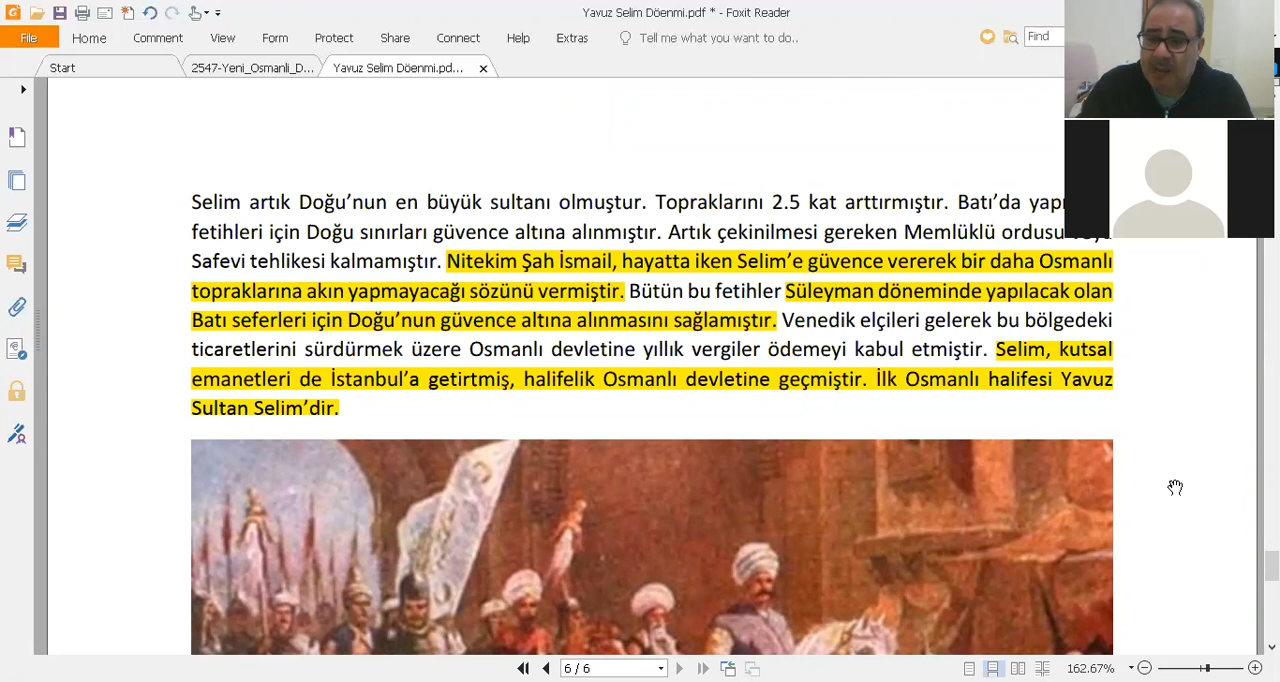 Yavuz Selim Döenmi.pdf * - Foxit Reader
File Home Comment View Form Protect Share Connect Help Extras Tell me what you want to do.. Find
Start 2547-Yeni_Osmanli_D... Yavuz Selim Döenmi.pd...
Selim artık Doğu’nun en büyük sultanı olmuştur. Topraklarını 2.5 kat arttırmıştır. Batı’da
fetihleri için Doğu sınırları güvence altına alınmıştır. Artık çekinilmesi gereken Memlüklü ordusu
Safevi tehlikesi kalmamıştır. Nitekim Şah İsmail, hayatta iken Selim’e güvence vererek bir daha Osmanlı
topraklarına akın yapmayacağı sözünü vermiştir. Bütün bu fetihler Süleyman döneminde yapılacak olan
Batı seferleri için Doğu’nun güvence altına alınmasını sağlamıştır. Venedik elçileri gelerek bu bölgedeki
ticaretlerini sürdürmek üzere Osmanlı devletine yıllık vergiler ödemeyi kabul etmiştir. Selim, kutsal
emanetleri de İstanbul’a getirtmiş, halifelik Osmanlı devletine geçmiştir. İlk Osmanlı halifesi Yavuz
Sultan Selim’dir.
6 / 6 162.67%